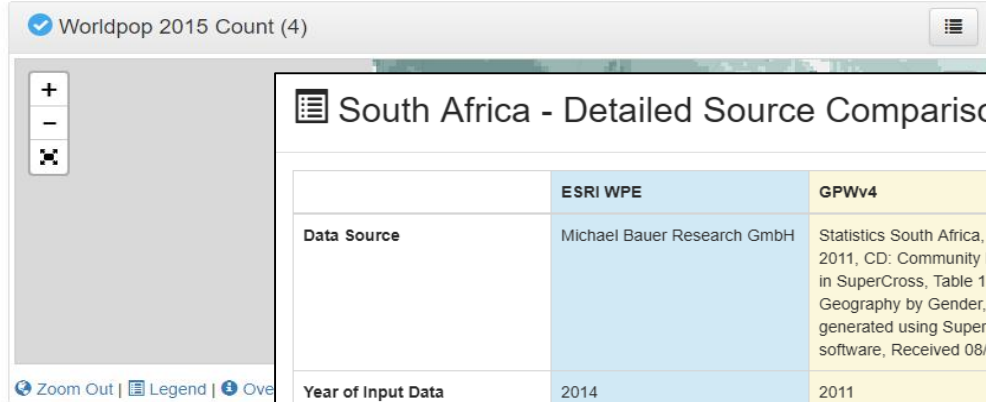 Worldpop 2015 Count (4)
+
−
South Africa - Detailed Source Compariso
ESRI WPE
GPWv4
Data Source
Michael Bauer Research GmbH
Statistics South Africa,
2011, CD: Community
in SuperCross, Table 1
Geography by Gender,
generated using Super
software, Received 08/
Zoom Out | Legend | Ove
Year of Input Data
2014
2011